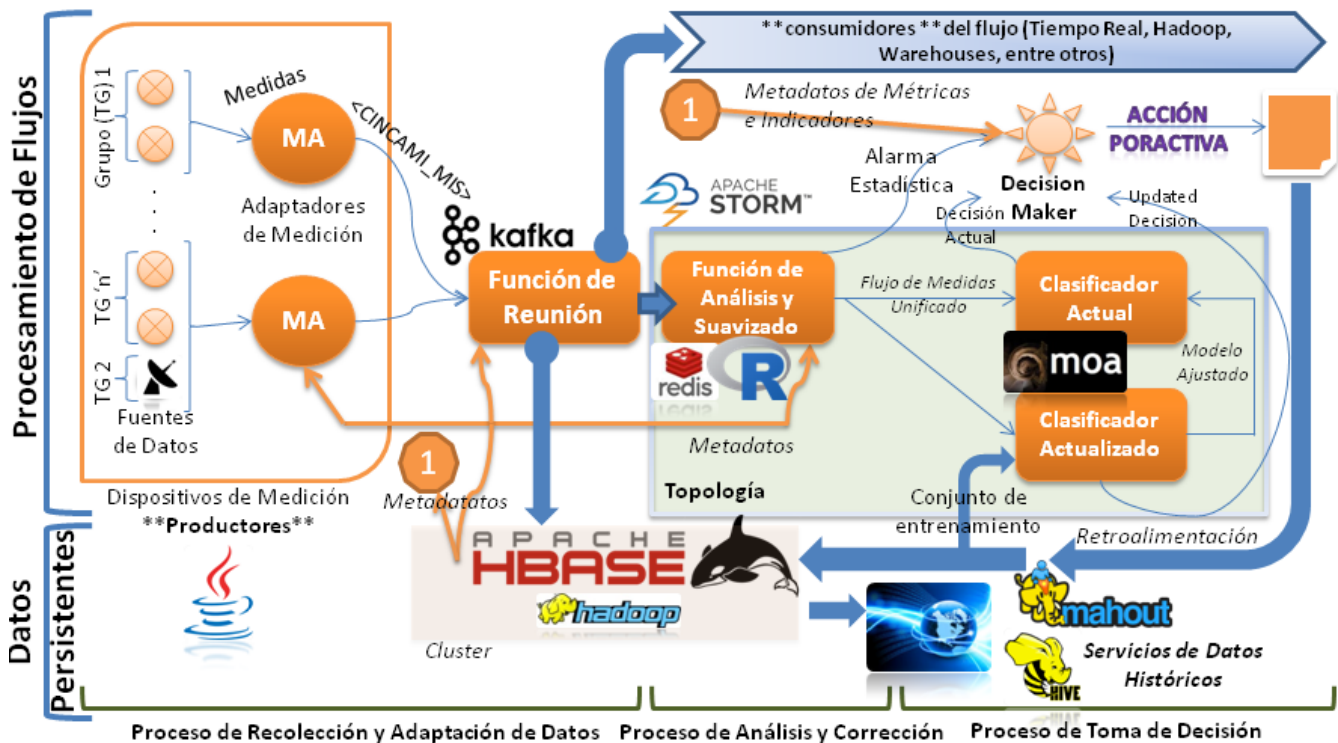 Procesamiento de Flujos
Grupo (TG) 1
. . .
TG 'n'
TG 2
Fuentes
de Datos
Medidas
MA
Adaptadores
de Medición
MA
<CINCAMI_MIS>
Dispositivos de Medición
**Productores**
kafka
Función de
Reunión
**consumidores **del flujo (Tiempo Real, Hadoop,
Warehouses, entre otros)
1
Metadatos de Métricas
e Indicadores
Alarma
Estadística
Decision
Maker
ACCIÓN
PORACTIVA
Updated
Decision
Decisión
Actual
APACHE
STORM™
Función de
Análisis y
Suavizado
redis
R
Flujo de Medidas
Unificado
Clasificador
Actual
moa
Modelo
Ajustado
Clasificador
Actualizado
Metadatos
Topología
Conjunto de
entrenamiento
Retroalimentación
1
Metadatatos
Datos
Persistentes
Java
APACHE
HBASE
hadoop
Cluster
mahout
HIVE
Servicios de Datos
Históricos
Proceso de Recolección y Adaptación de Datos
Proceso de Análisis y Corrección
Proceso de Toma de Decisión